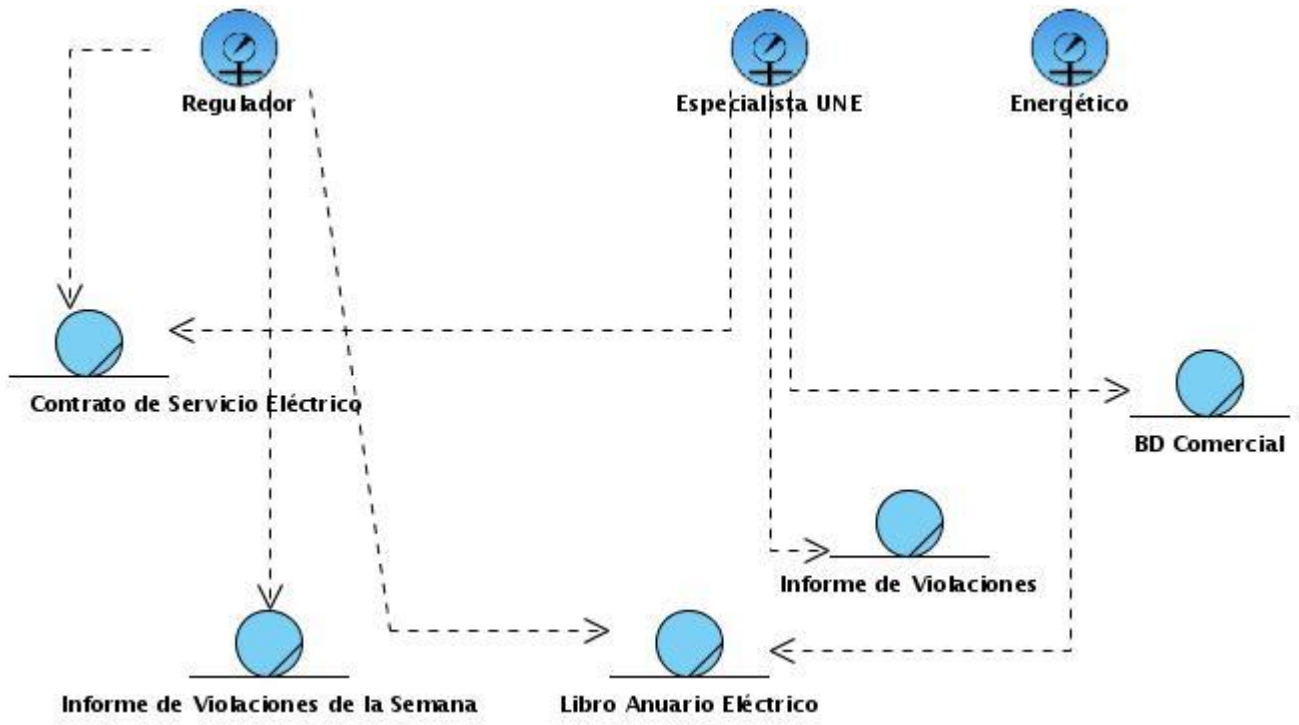 Regulador
Especialista UNE
Energético
Contrato de Servicio Eléctrico
BD Comercial
Informe de Violaciones
Informe de Violaciones de la Semana
Libro Anuario Eléctrico